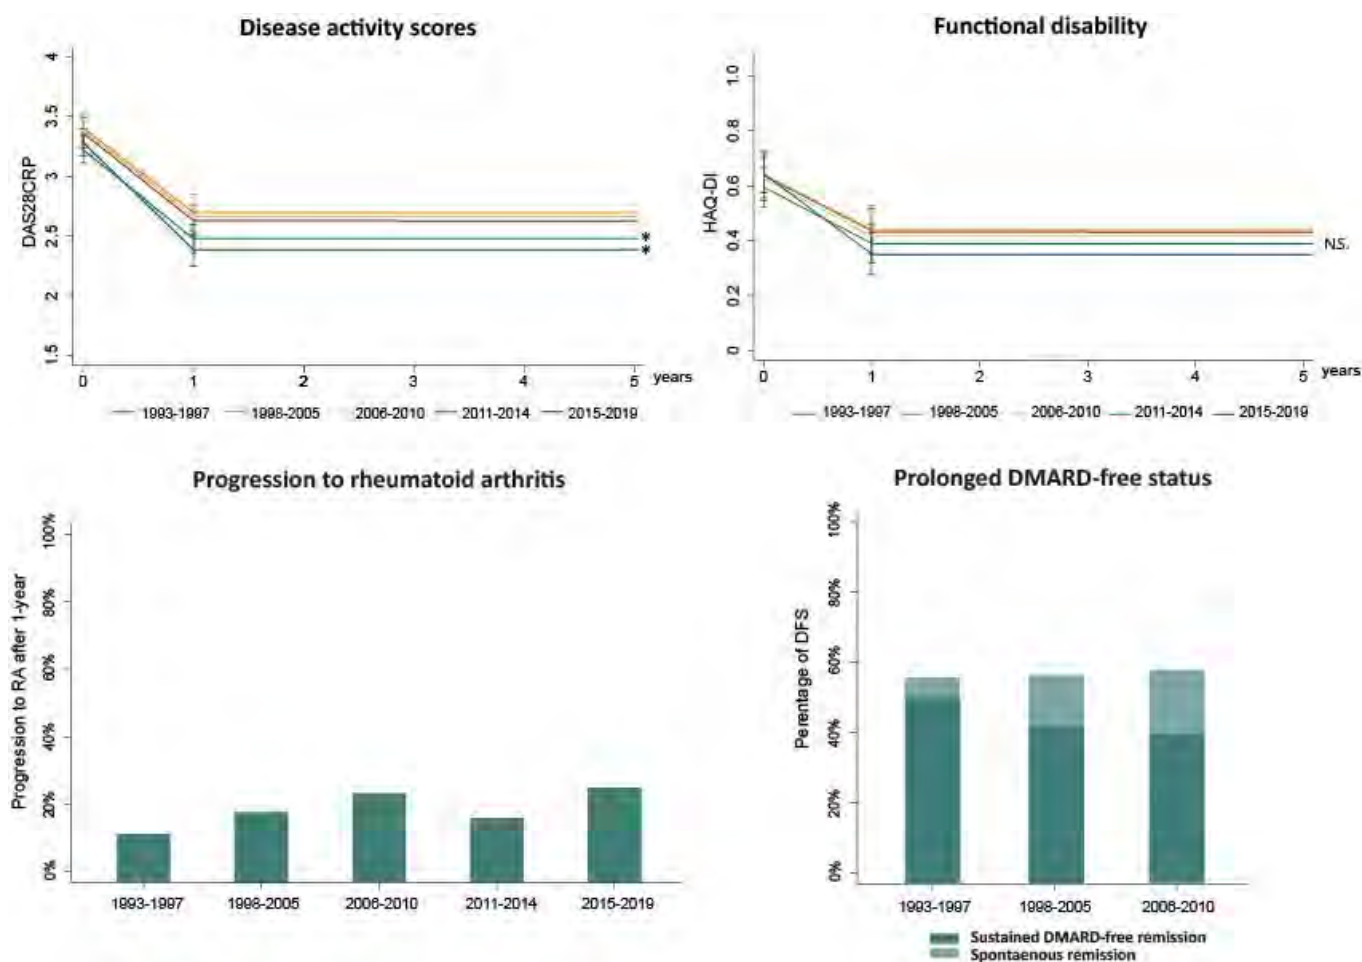 Disease activity scores
DAS28CRP
4
3.5
3
2.5
2
1.5
*
*
0 1 2 3 4 5 years
1993-1997 1998-2005 2006-2010 2011-2014 2015-2019
Functional disability
HAQ-DI
1.0
0.8
0.6
0.4
0.2
0
N.S.
0 1 2 3 4 5 years
1993-1997 1998-2005 2006-2010 2011-2014 2015-2019
Progression to rheumatoid arthritis
Progression to RA after 1-year
100%
80%
60%
40%
20%
0%
1993-1997 1998-2005 2006-2010 2011-2014 2015-2019
Prolonged DMARD-free status
Perentage of DFS
100%
80%
60%
40%
20%
0%
1993-1997 1998-2005 2006-2010
Sustained DMARD-free remission
Spontaenous remission